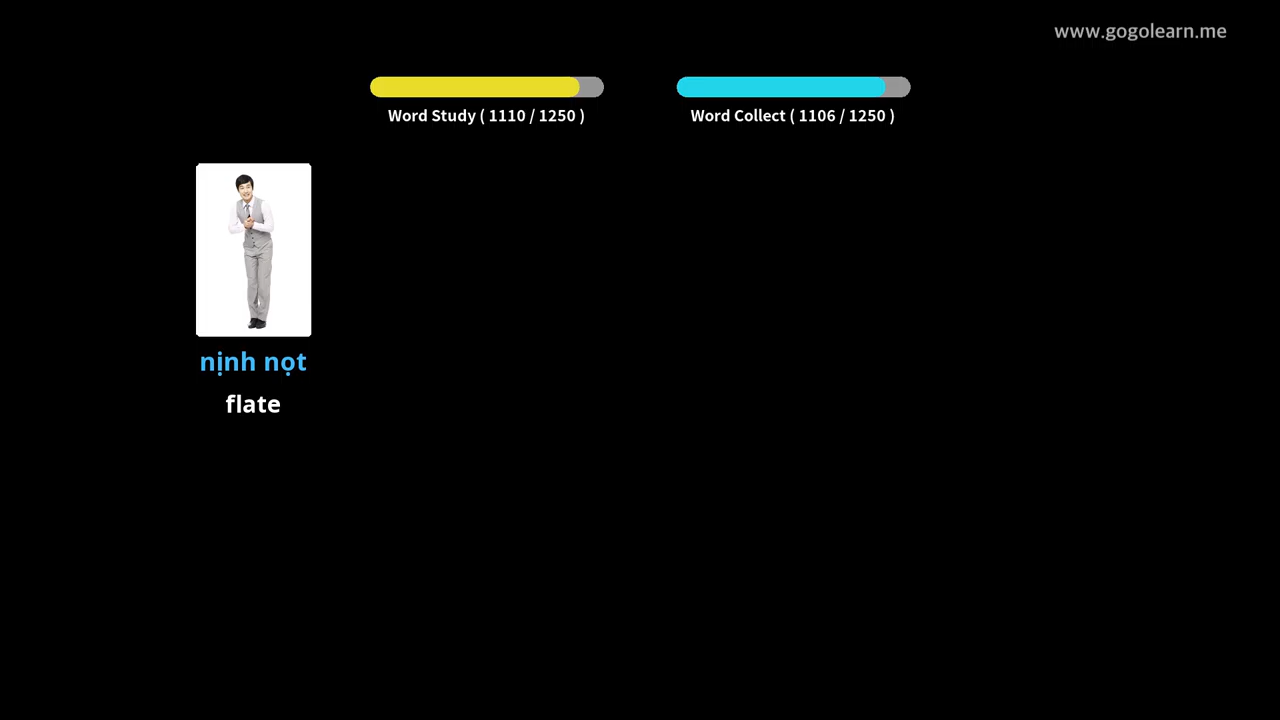 www.gogolearn.me
Word Study ( 1110 / 1250 )
Word Collect ( 1106 / 1250 )
nịnh nọt
flate